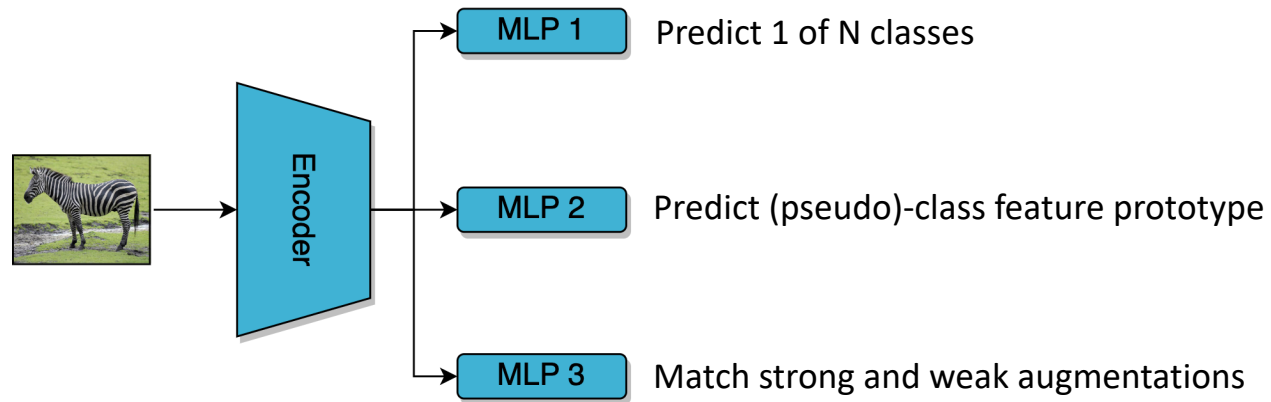 MLP 1
Predict 1 of N classes
Encoder
MLP 2
Predict (pseudo)-class feature prototype
MLP 3
Match strong and weak augmentations